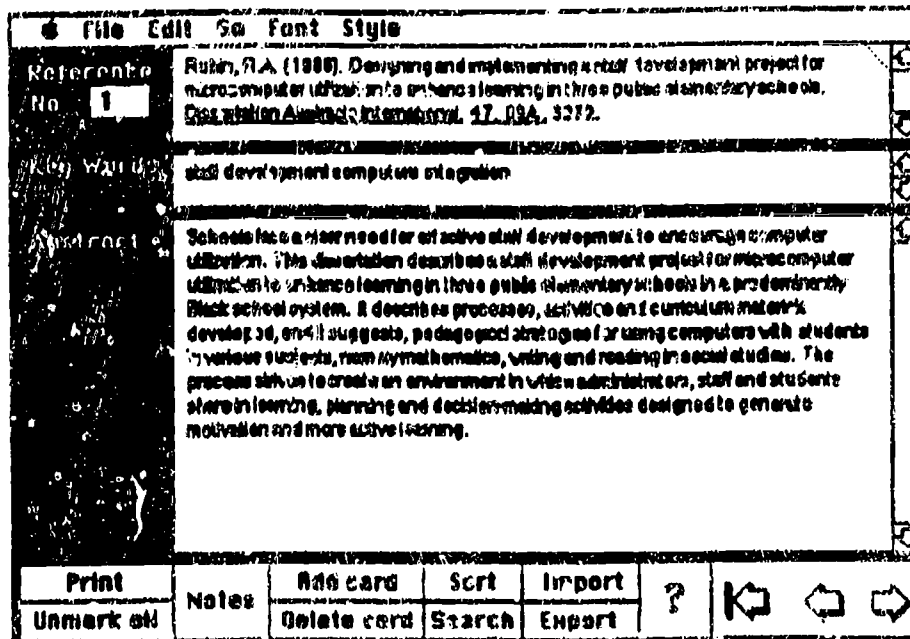 File Edit Go Font Style
Reference
No. 1
Rubin, R.A. (1986). Designing and implementing a staff development project for
microcomputer utilization to enhance learning in three public elementary schools.
Dissertation Abstracts International, 47, 09A, 3279.
Key Words
staff development computers integration
Abstract
Schools face a clear need for effective staff development to encourage computer
utilization. This dissertation describes a staff development project for microcomputer
utilization to enhance learning in three public elementary schools in a predominently
Black school system. It describes processes, activities and curriculum materials
developed, and it suggests, pedagogical strategies for using computers with students
in various subjects, namely mathematics, writing and reading in social studies. The
process strives to create an environment in which administrators, staff and students
share in learning, planning and decision-making activities designed to generate
motivation and more active learning.
Print
Notes
Add card
Sort
Import
?
Unmark all
Delete card
Search
Export